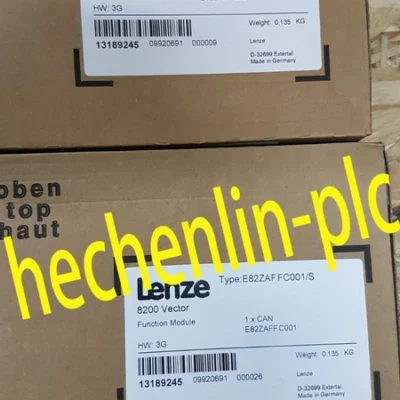 HW: 3G
Weight: 0,135 KG
13189245 09920691 000009
Lenze
D-32699 Extertal
Made in Germany
oben
top
haut
hechenlin-plc
Lenze
Type:E82ZAFFC001/S
8200 Vector
Function Module
1 x CAN
E82ZAFFC001
HW: 3G
Weight: 0,135 KG
13189245 09920691 000026
Lenze
D-32699 Extertal
Made in Germany